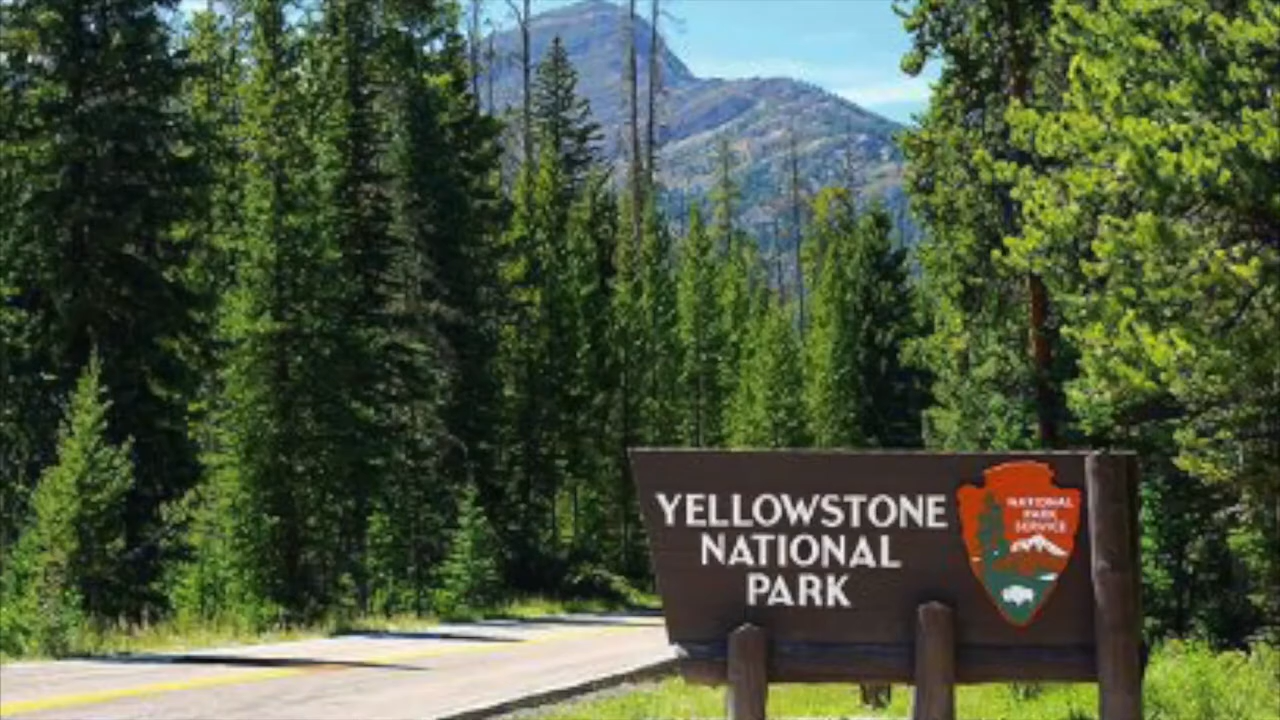 YELLOWSTONE
NATIONAL
PARK
NATIONAL
PARK
SERVICE